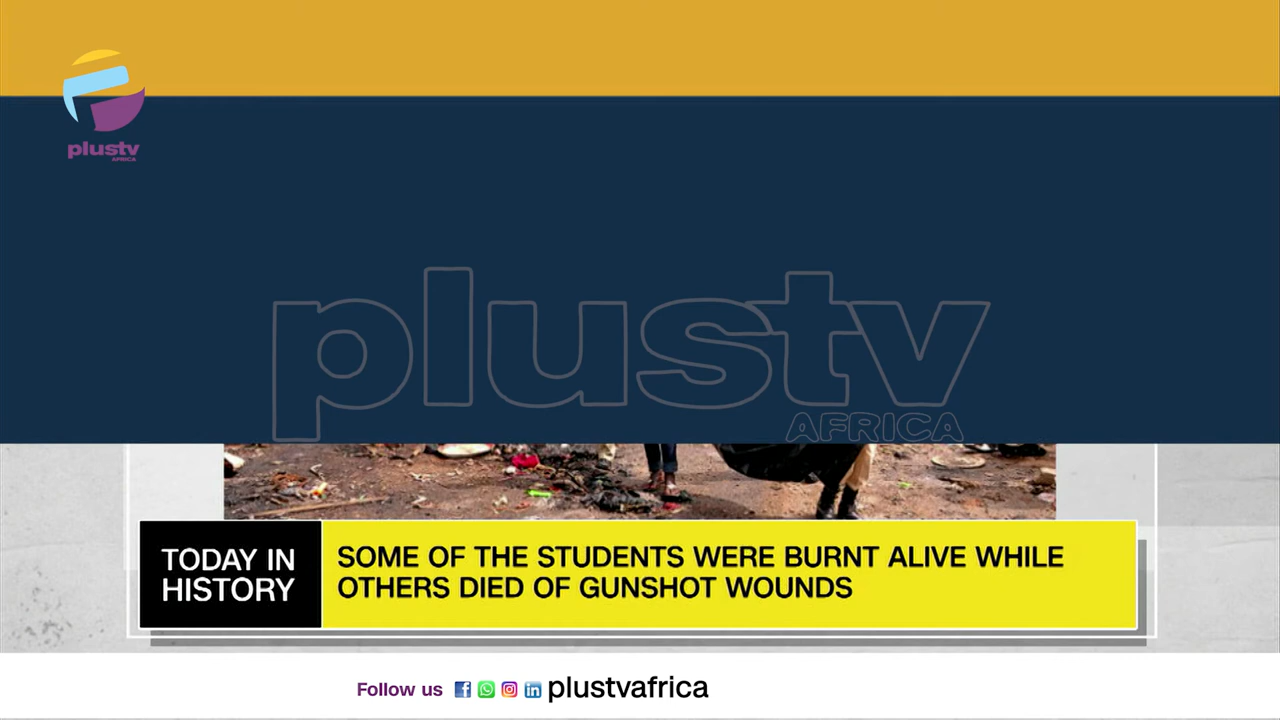 plustv
AFRICA
plustv
AFRICA
TODAY IN
HISTORY
SOME OF THE STUDENTS WERE BURNT ALIVE WHILE
OTHERS DIED OF GUNSHOT WOUNDS
Follow us plustvafrica